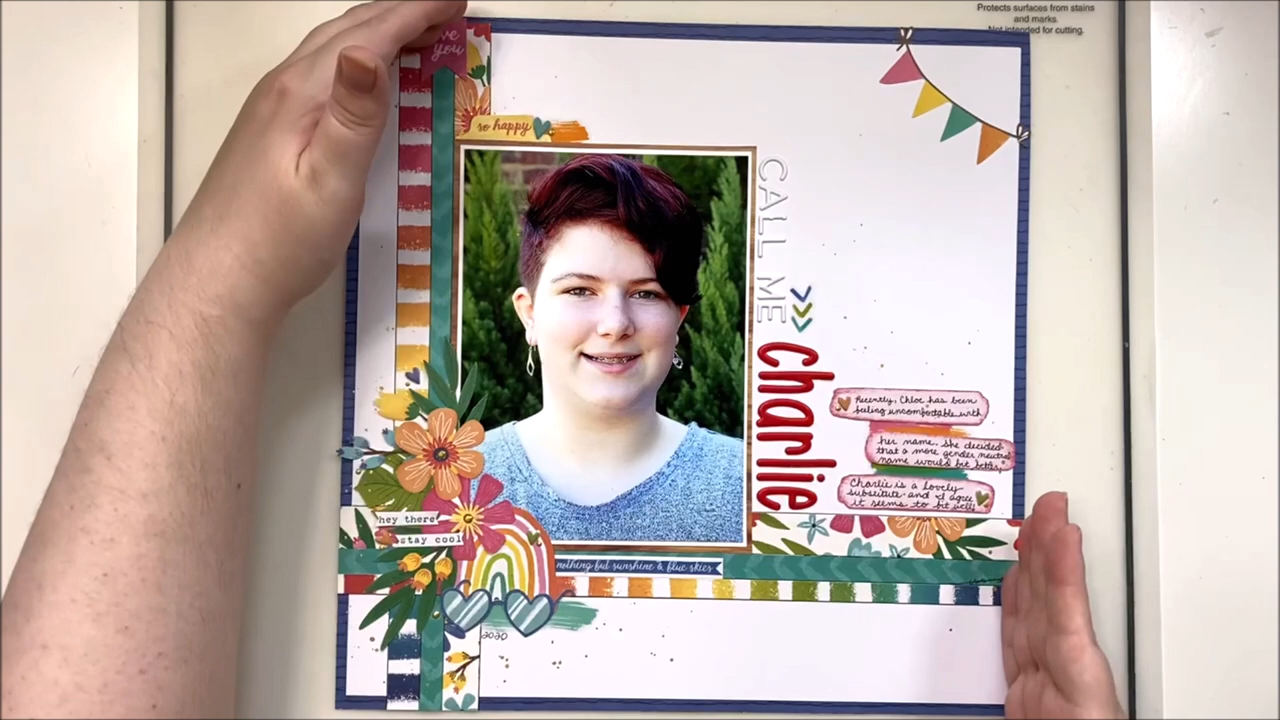 Protects surfaces from stains
and marks.
Not intended for cutting.
love
you
so happy
CALL ME
charlie
Recently, Chloe has been
feeling uncomfortable with
her name. She decided
that a more gender neutral
name would fit better,
Charlie is a lovely
substitute and I agree
it seems to fit well
hey there
stay cool
nothing but sunshine & blue skies
2020